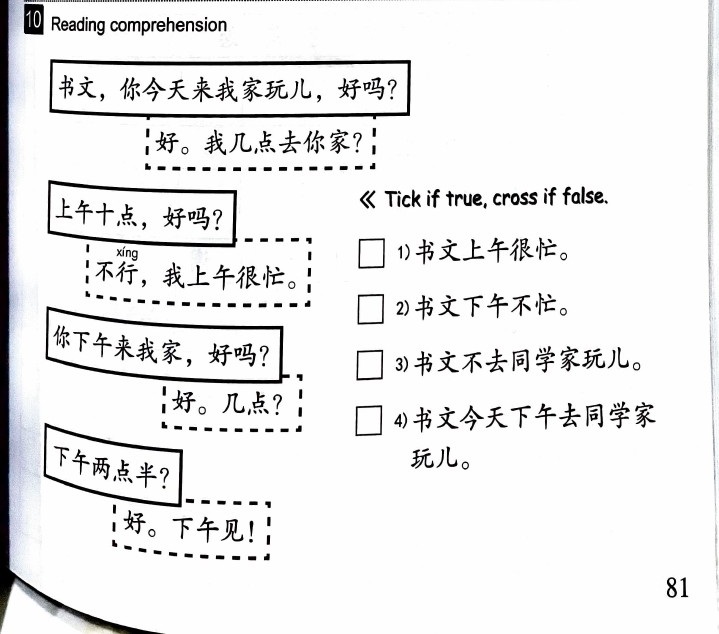 10 Reading comprehension
书文，你今天来我家玩儿，好吗？
好。我几点去你家？
上午十点，好吗？
xíng
不行，我上午很忙。
你下午来我家，好吗？
好。几点？
下午两点半？
好。下午见！
« Tick if true, cross if false.
1) 书文上午很忙。
2) 书文下午不忙。
3) 书文不去同学家玩儿。
4) 书文今天下午去同学家
玩儿。
81